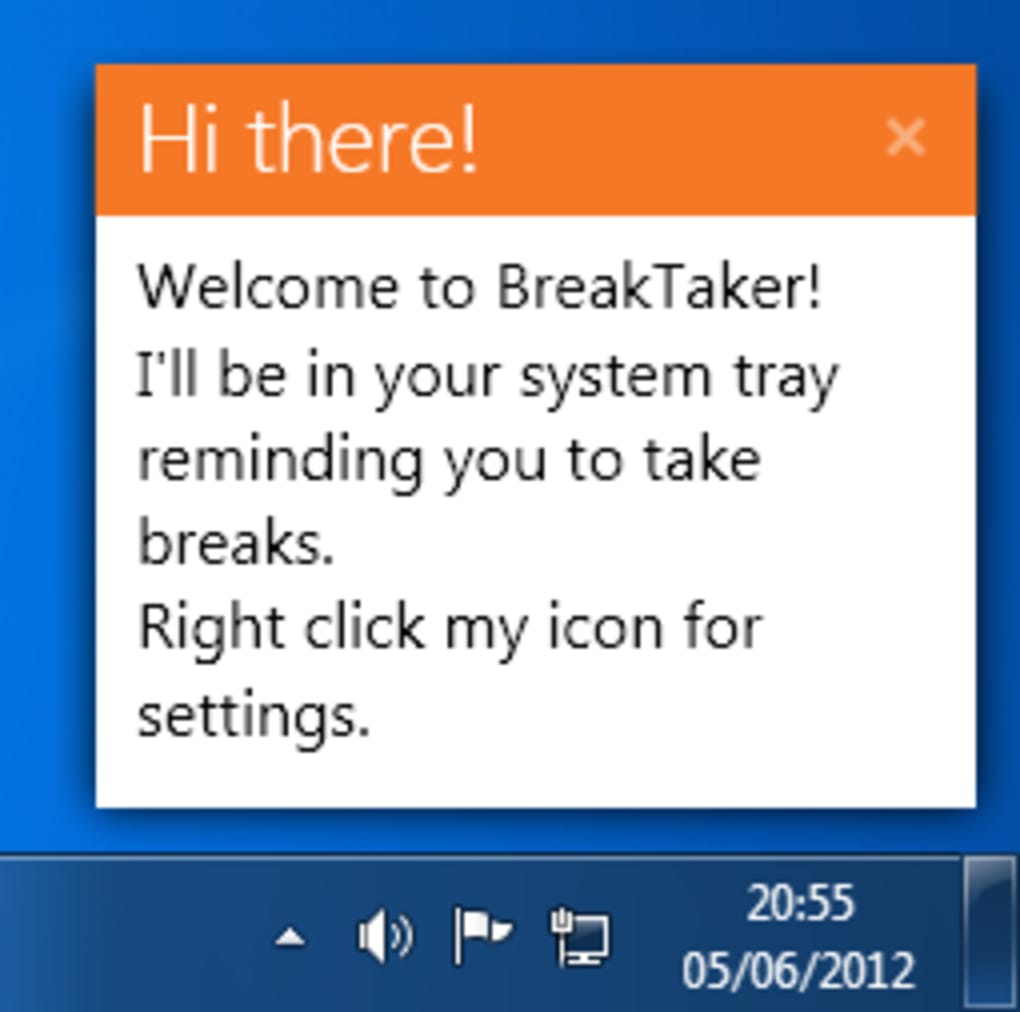 Hi there!
Welcome to BreakTaker!
I'll be in your system tray
reminding you to take
breaks.
Right click my icon for
settings.
20:55
05/06/2012